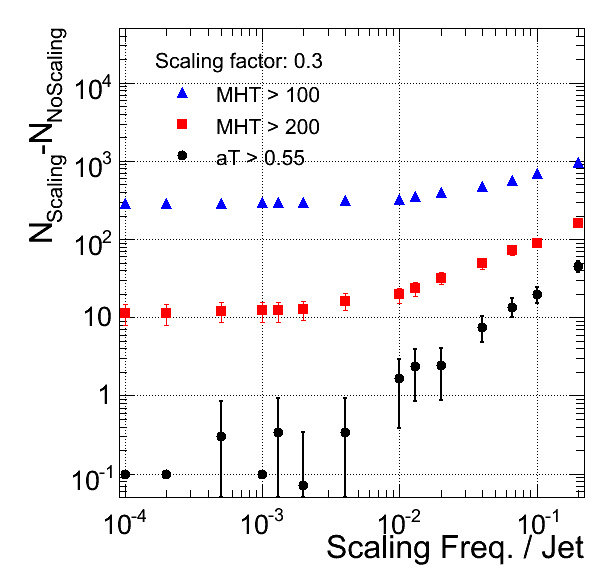 N_Scaling-N_NoScaling
Scaling factor: 0.3
MHT > 100
MHT > 200
aT > 0.55
10^4
10^3
10^2
10
1
10^-1
10^-4 10^-3 10^-2 10^-1
Scaling Freq. / Jet